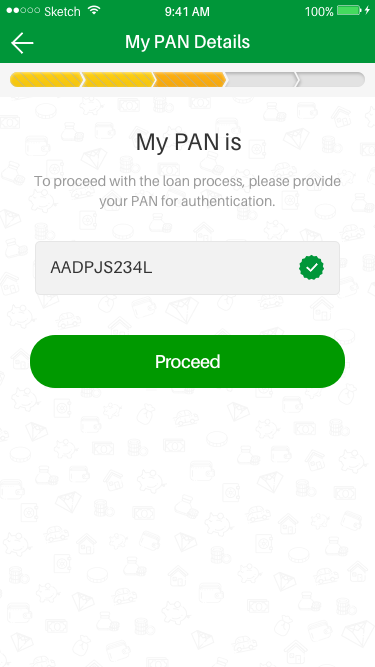 Sketch 9:41 AM 100%
My PAN Details
My PAN is
To proceed with the loan process, please provide
your PAN for authentication.
AADPJS234L
Proceed